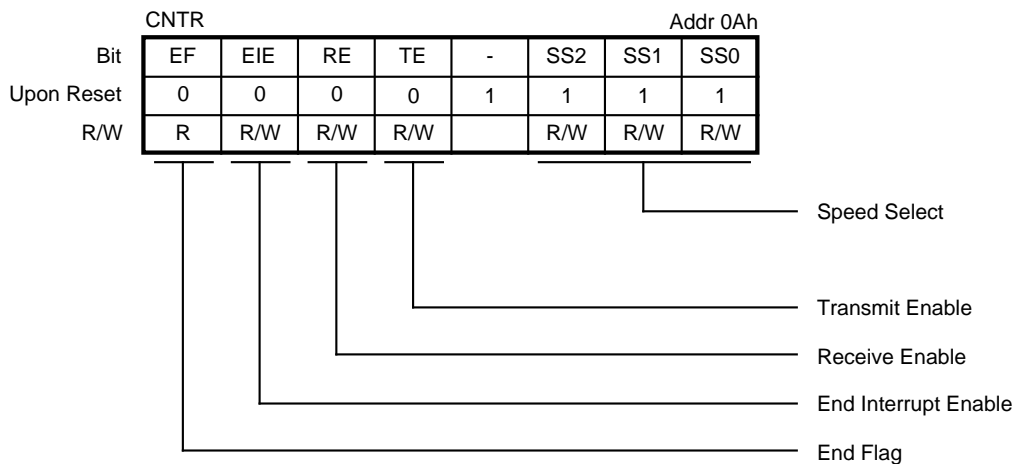 CNTR Addr 0Ah
Bit EF EIE RE TE - SS2 SS1 SS0
Upon Reset 0 0 0 0 1 1 1 1
R/W R R/W R/W R/W R/W R/W R/W
Speed Select
Transmit Enable
Receive Enable
End Interrupt Enable
End Flag